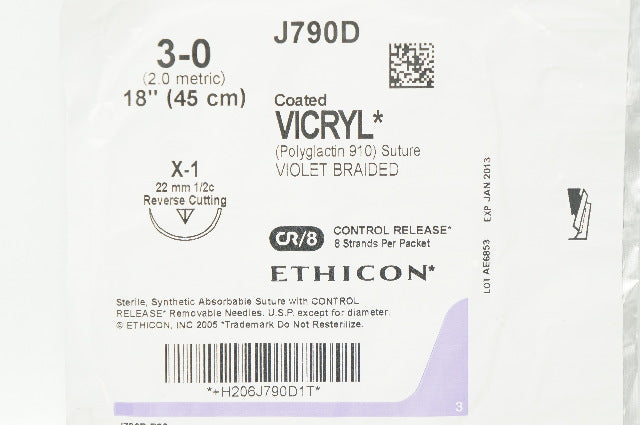 J790D
3-0
(2.0 metric)
18" (45 cm)
Coated
VICRYL*
(Polyglactin 910) Suture
VIOLET BRAIDED
X-1
22 mm 1/2c
Reverse Cutting
CR/8
CONTROL RELEASE*
8 Strands Per Packet
ETHICON*
LOT AE6853 EXP JAN 2013
Sterile, Synthetic Absorbable Suture with CONTROL
RELEASE* Removable Needles. U.S.P. except for diameter.
© ETHICON, INC 2005 *Trademark Do Not Resterilize.
*+H206J790D1T*
3